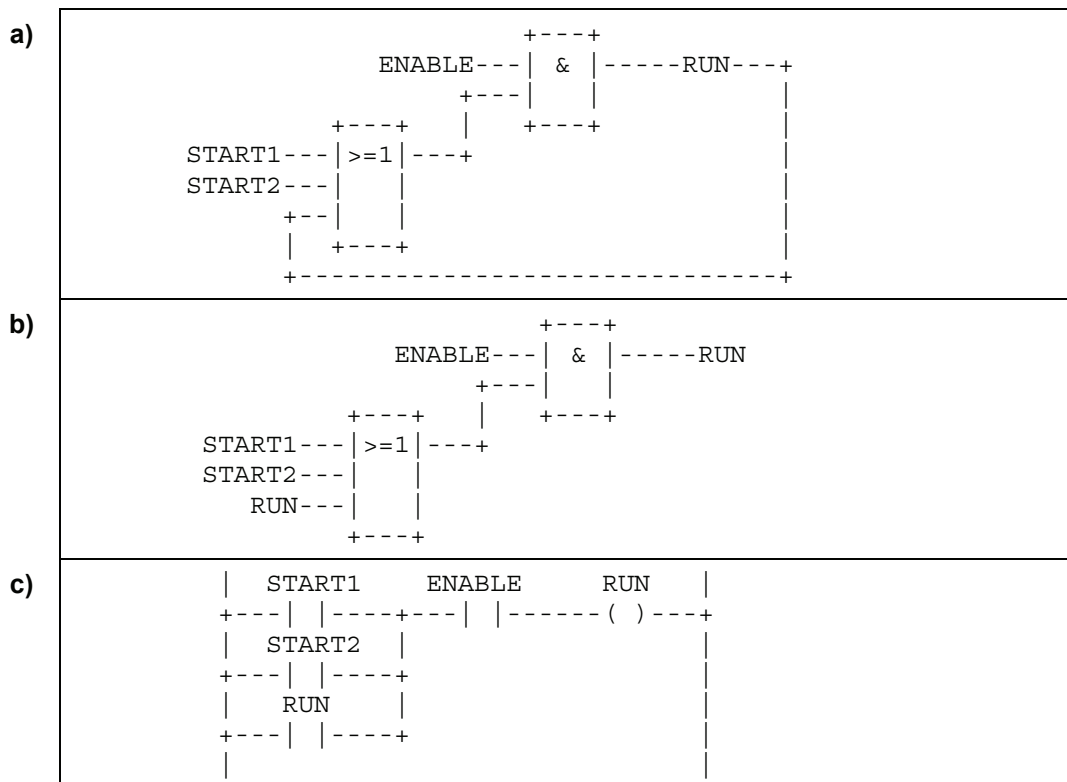 a)
+---+
ENABLE---| & |-----RUN---+
+---|   |            |
+---+   |   +---+            |
START1---|>=1|---+                |
START2---|   |                    |
+--|   |                    |
|  +---+                    |
+-------------------------------+
b)
+---+
ENABLE---| & |-----RUN
+---|   |
+---+   |   +---+
START1---|>=1|---+
START2---|   |
RUN---|   |
+---+
c)
|  START1    ENABLE     RUN     |
+---| |----+---| |------( )---+
|  START2  |                  |
+---| |----+                  |
|   RUN    |                  |
+---| |----+                  |
|                             |